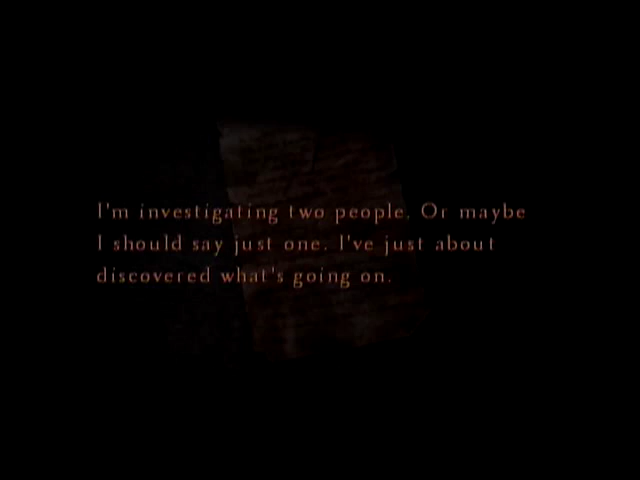 I'm investigating two people. Or maybe
I should say just one. I've just about
discovered what's going on.